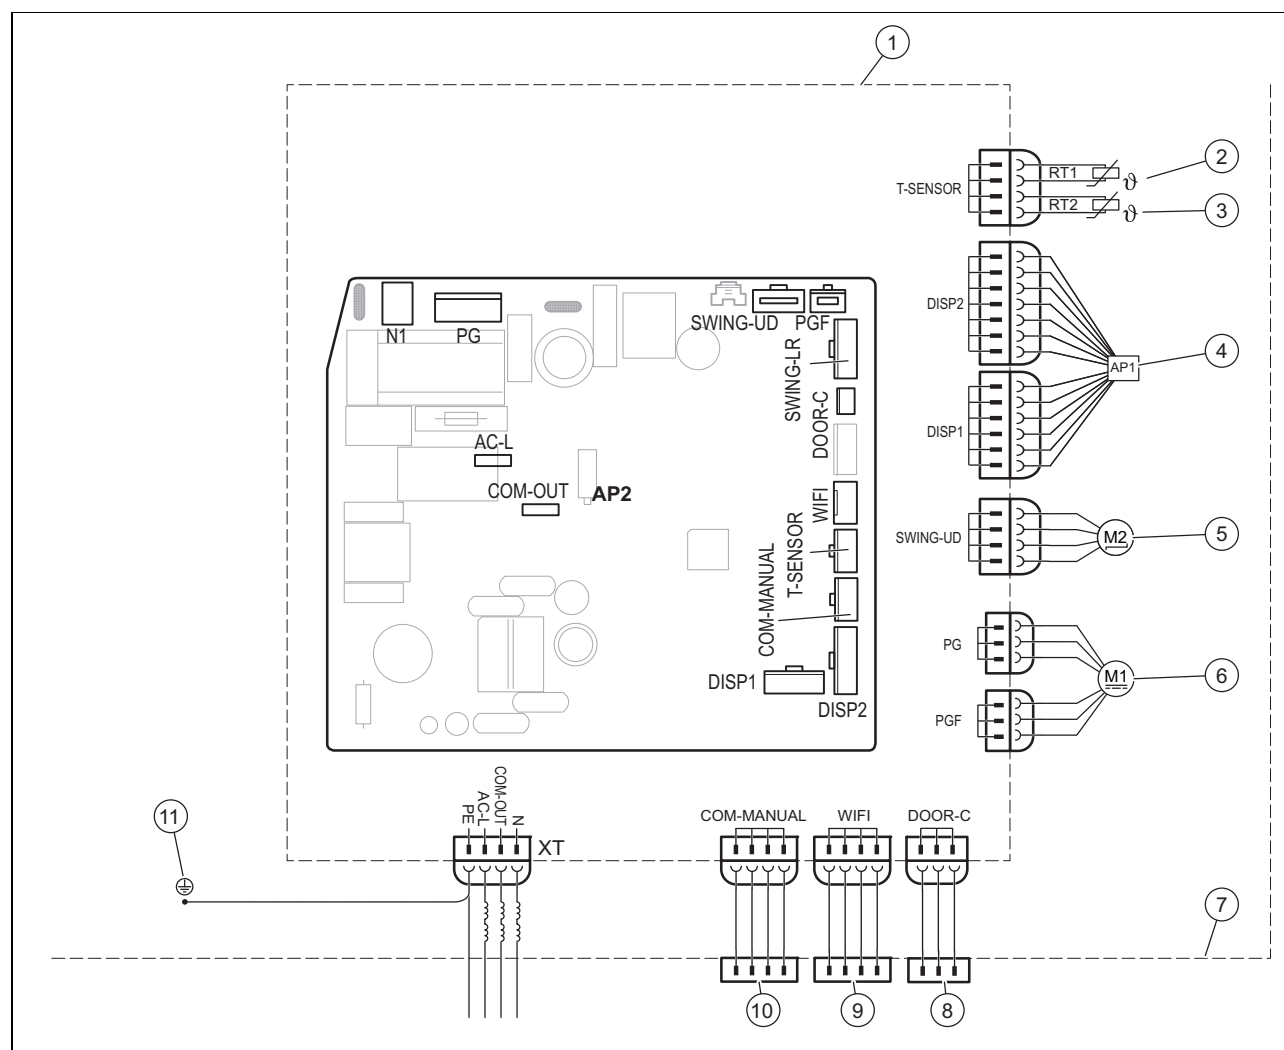 1
T-SENSOR
RT1
ϑ
2
RT2
ϑ
3
DISP2
AP1
4
DISP1
SWING-UD
M2
5
PG
M1
6
PGF
N1
PG
SWING-UD
PGF
SWING-LR
DOOR-C
AC-L
COM-OUT
AP2
WIFI
T-SENSOR
COM-MANUAL
DISP1
DISP2
PE
AC-L
COM-OUT
N
XT
COM-MANUAL
WIFI
DOOR-C
11
7
10
9
8